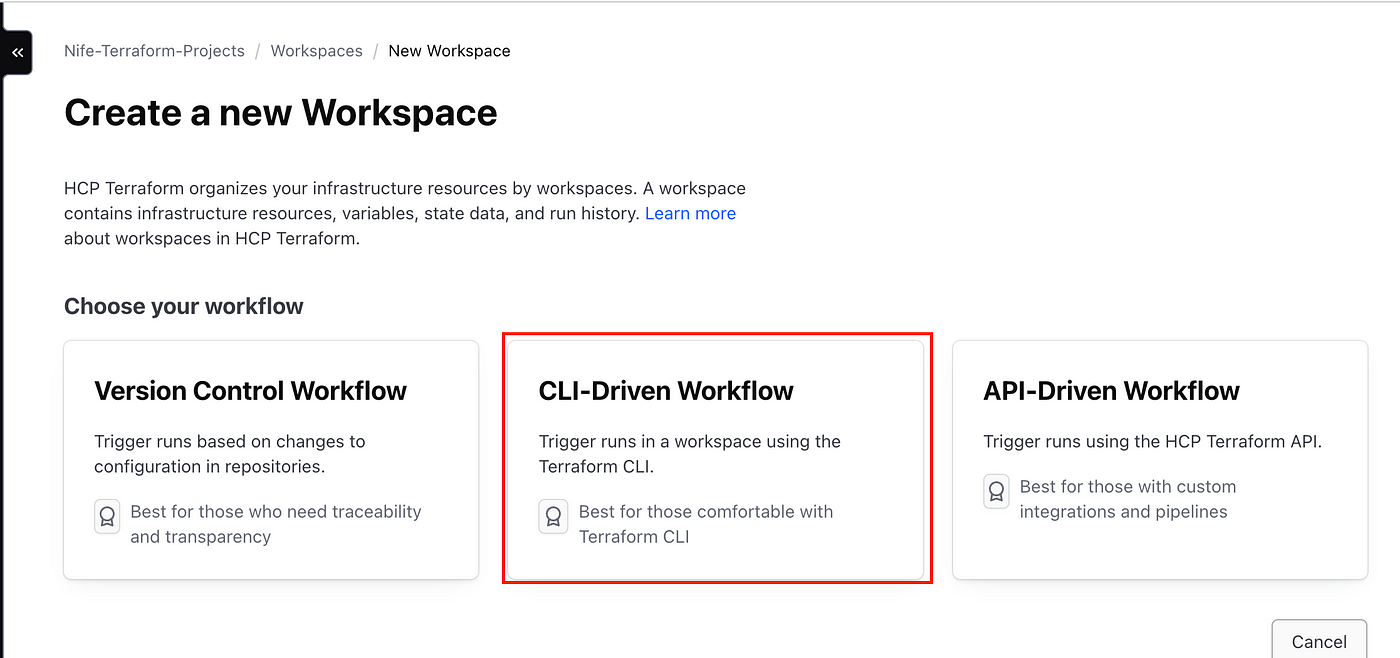 «
Nife-Terraform-Projects / Workspaces / New Workspace
Create a new Workspace
HCP Terraform organizes your infrastructure resources by workspaces. A workspace
contains infrastructure resources, variables, state data, and run history. Learn more
about workspaces in HCP Terraform.
Choose your workflow
Version Control Workflow
Trigger runs based on changes to
configuration in repositories.
Best for those who need traceability
and transparency
CLI-Driven Workflow
Trigger runs in a workspace using the
Terraform CLI.
Best for those comfortable with
Terraform CLI
API-Driven Workflow
Trigger runs using the HCP Terraform API.
Best for those with custom
integrations and pipelines
Cancel